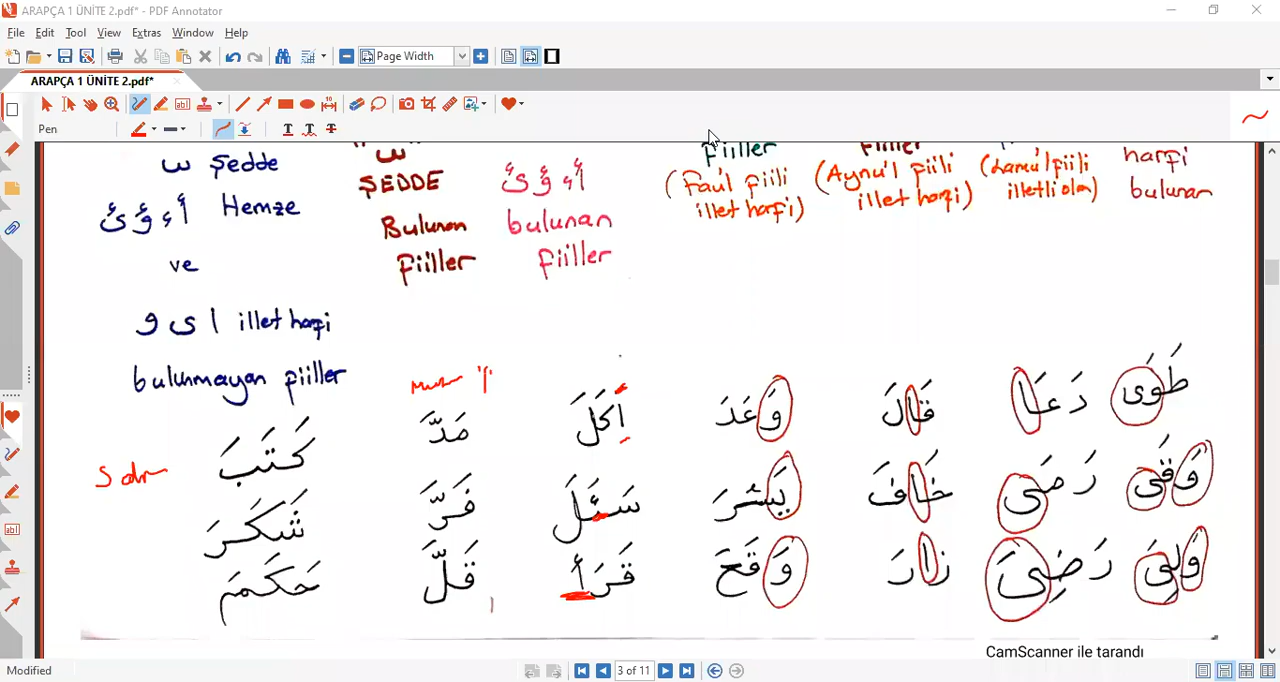 ARAPÇA 1 ÜNİTE 2.pdf* - PDF Annotator
File Edit Tool View Extras Window Help
Page Width
ARAPÇA 1 ÜNİTE 2.pdf*
Pen
Şedde
أ ء ؤ ئ Hemze
ve
ا ى و illet harfi
bulunmayan fiiller
ŞEDDE
Bulunan
fiiller
أ ء ؤ ئ
bulunan
fiiller
fiiller
(Fau'l fiili
illet harfi)
fiiller
(Aynu'l fiili
illet harfi)
(Lamu'l fiili
illetli olan)
harfi
bulunan
طَوَى دَعَا قَالَ وَعَدَ أَكَلَ مَدَّ كَتَبَ
وَقَى رَمَى خَافَ يَسَرَ سَئَلَ فَرَّ شَكَرَ
وَلِىَ رَضِىَ زَارَ وَقَعَ قَرَأَ قَلَّ حَكَمَ
CamScanner ile tarandı
Modified
3 of 11